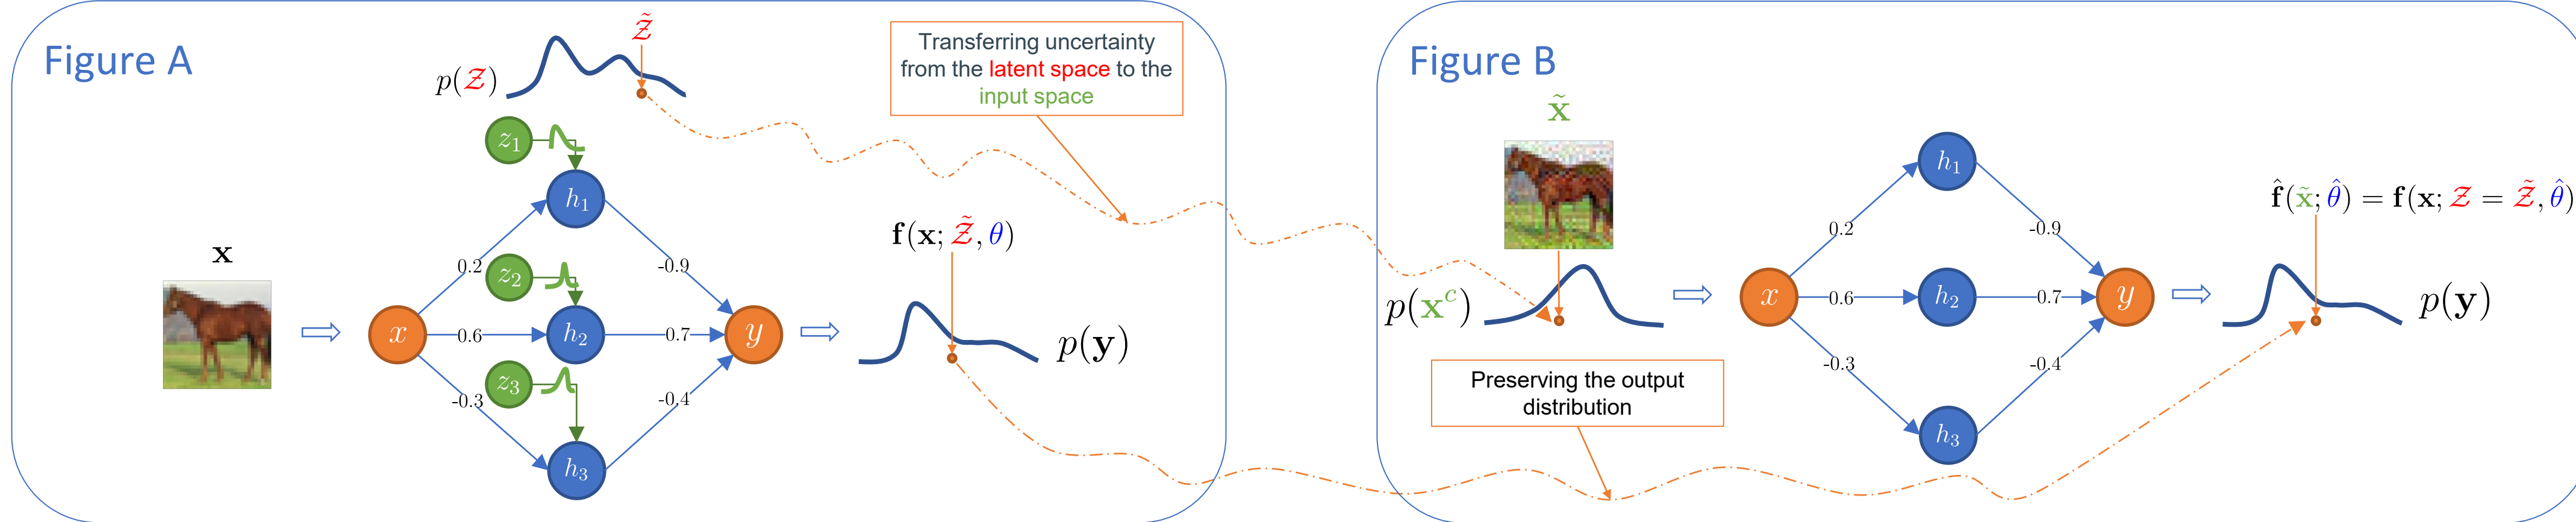 Figure A
p(𝒵)
𝒵̃
z₁
h₁
x
0.2
-0.9
z₂
x
0.6
h₂
0.7
y
z₃
-0.3
-0.4
h₃
f(x; 𝒵̃, θ)
p(y)
Transferring uncertainty
from the latent space to the
input space
Figure B
x̃
p(xᶜ)
Preserving the output
distribution
x
0.2
h₁
-0.9
0.6
h₂
0.7
y
-0.3
h₃
-0.4
f̂(x̃; θ̂) = f(x; 𝒵 = 𝒵̃, θ̂)
p(y)